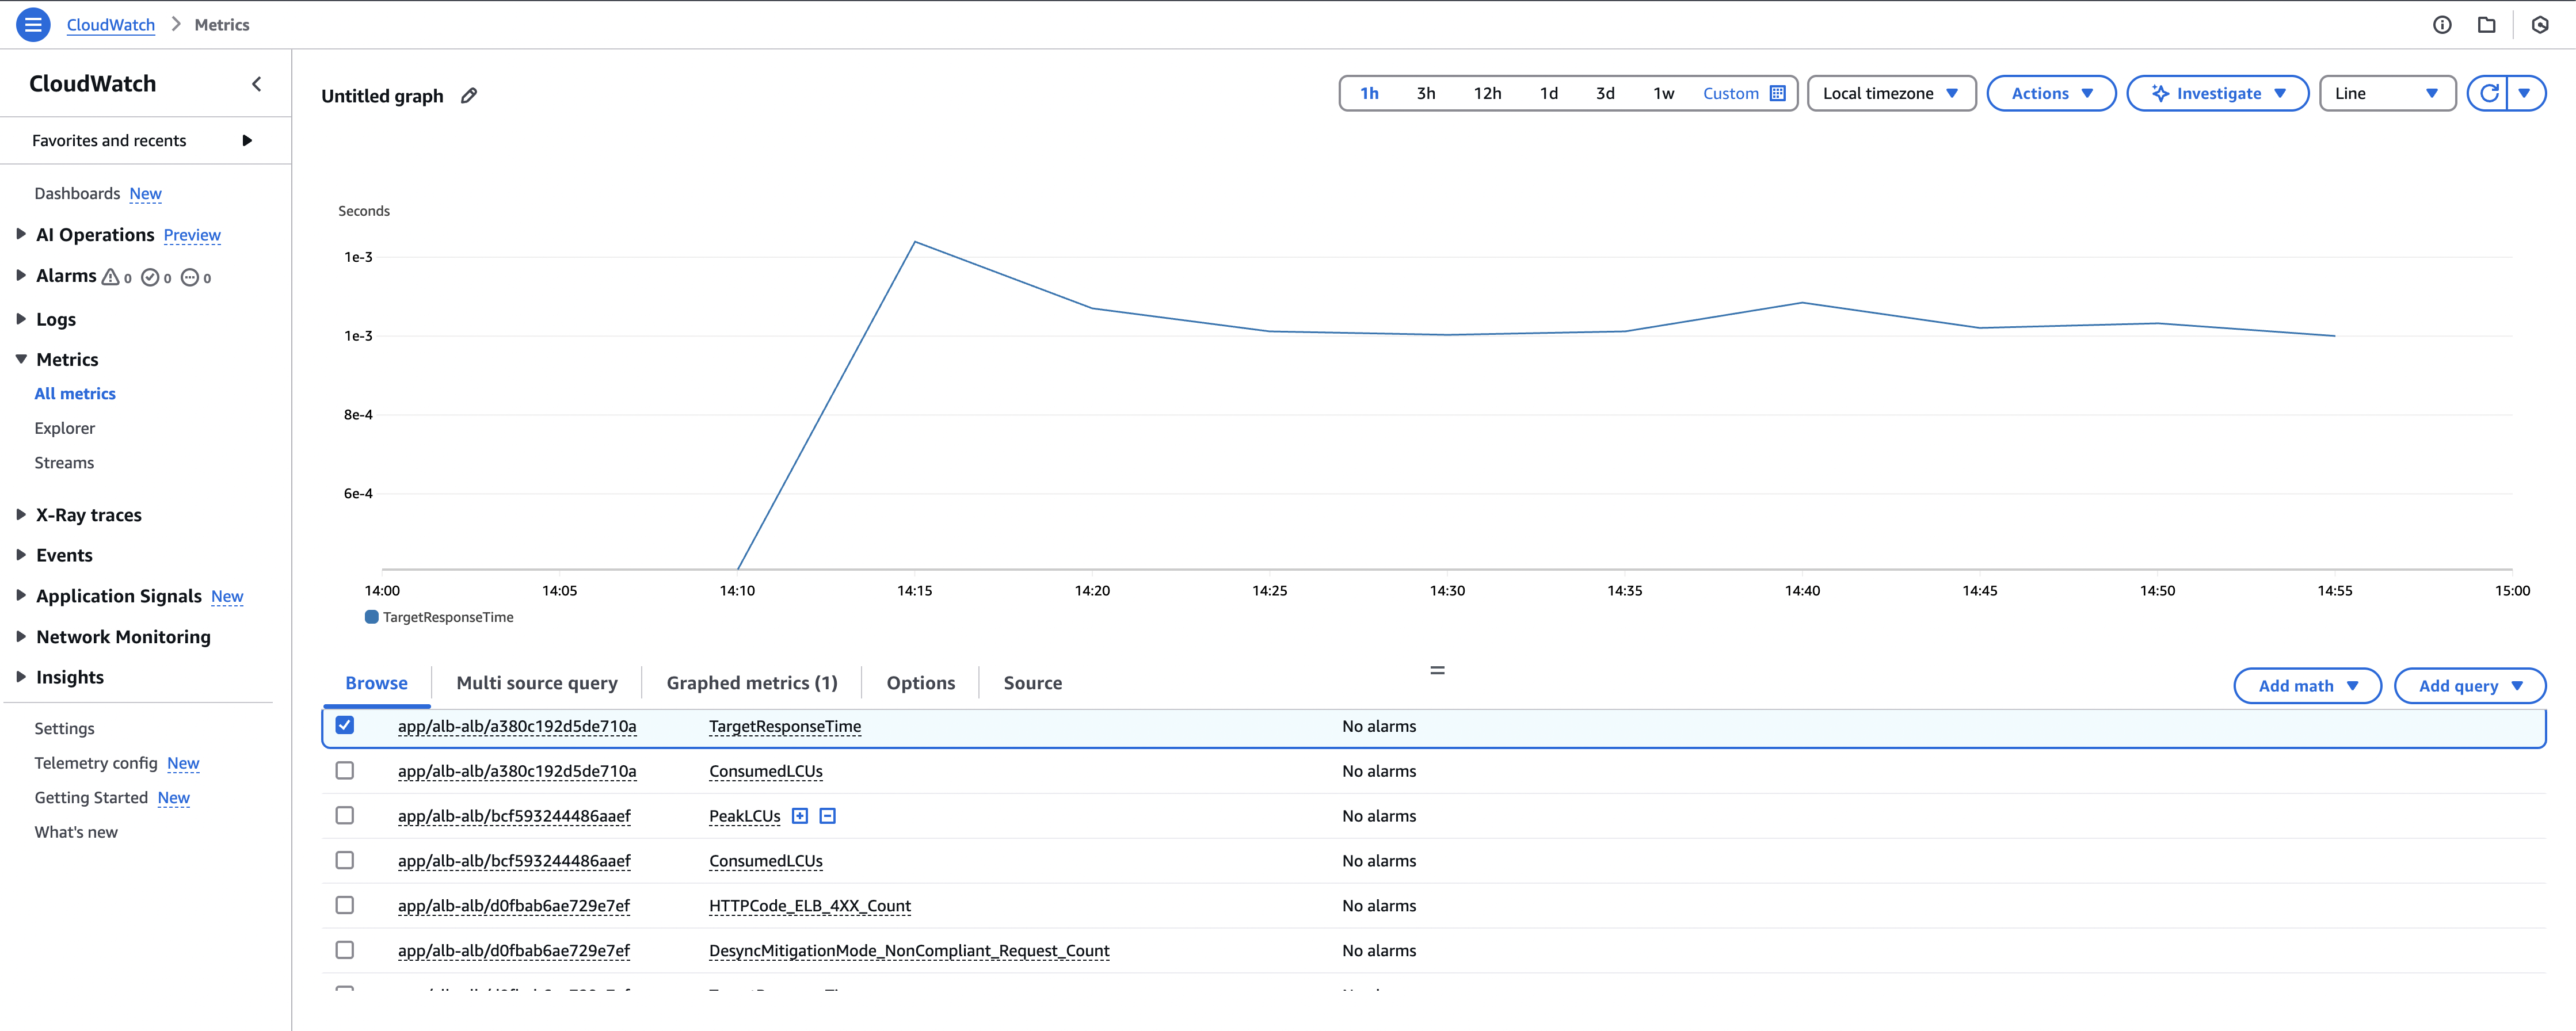 CloudWatch > Metrics
CloudWatch
Favorites and recents
Dashboards New
AI Operations Preview
Alarms 0 0 0
Logs
Metrics
All metrics
Explorer
Streams
X-Ray traces
Events
Application Signals New
Network Monitoring
Insights
Settings
Telemetry config New
Getting Started New
What's new
Untitled graph
1h 3h 12h 1d 3d 1w Custom Local timezone Actions Investigate Line
Seconds
1e-3
1e-3
8e-4
6e-4
14:00 14:05 14:10 14:15 14:20 14:25 14:30 14:35 14:40 14:45 14:50 14:55 15:00
TargetResponseTime
Browse Multi source query Graphed metrics (1) Options Source Add math Add query
app/alb-alb/a380c192d5de710a TargetResponseTime No alarms
app/alb-alb/a380c192d5de710a ConsumedLCUs No alarms
app/alb-alb/bcf593244486aaef PeakLCUs No alarms
app/alb-alb/bcf593244486aaef ConsumedLCUs No alarms
app/alb-alb/d0fbab6ae729e7ef HTTPCode_ELB_4XX_Count No alarms
app/alb-alb/d0fbab6ae729e7ef DesyncMitigationMode_NonCompliant_Request_Count No alarms